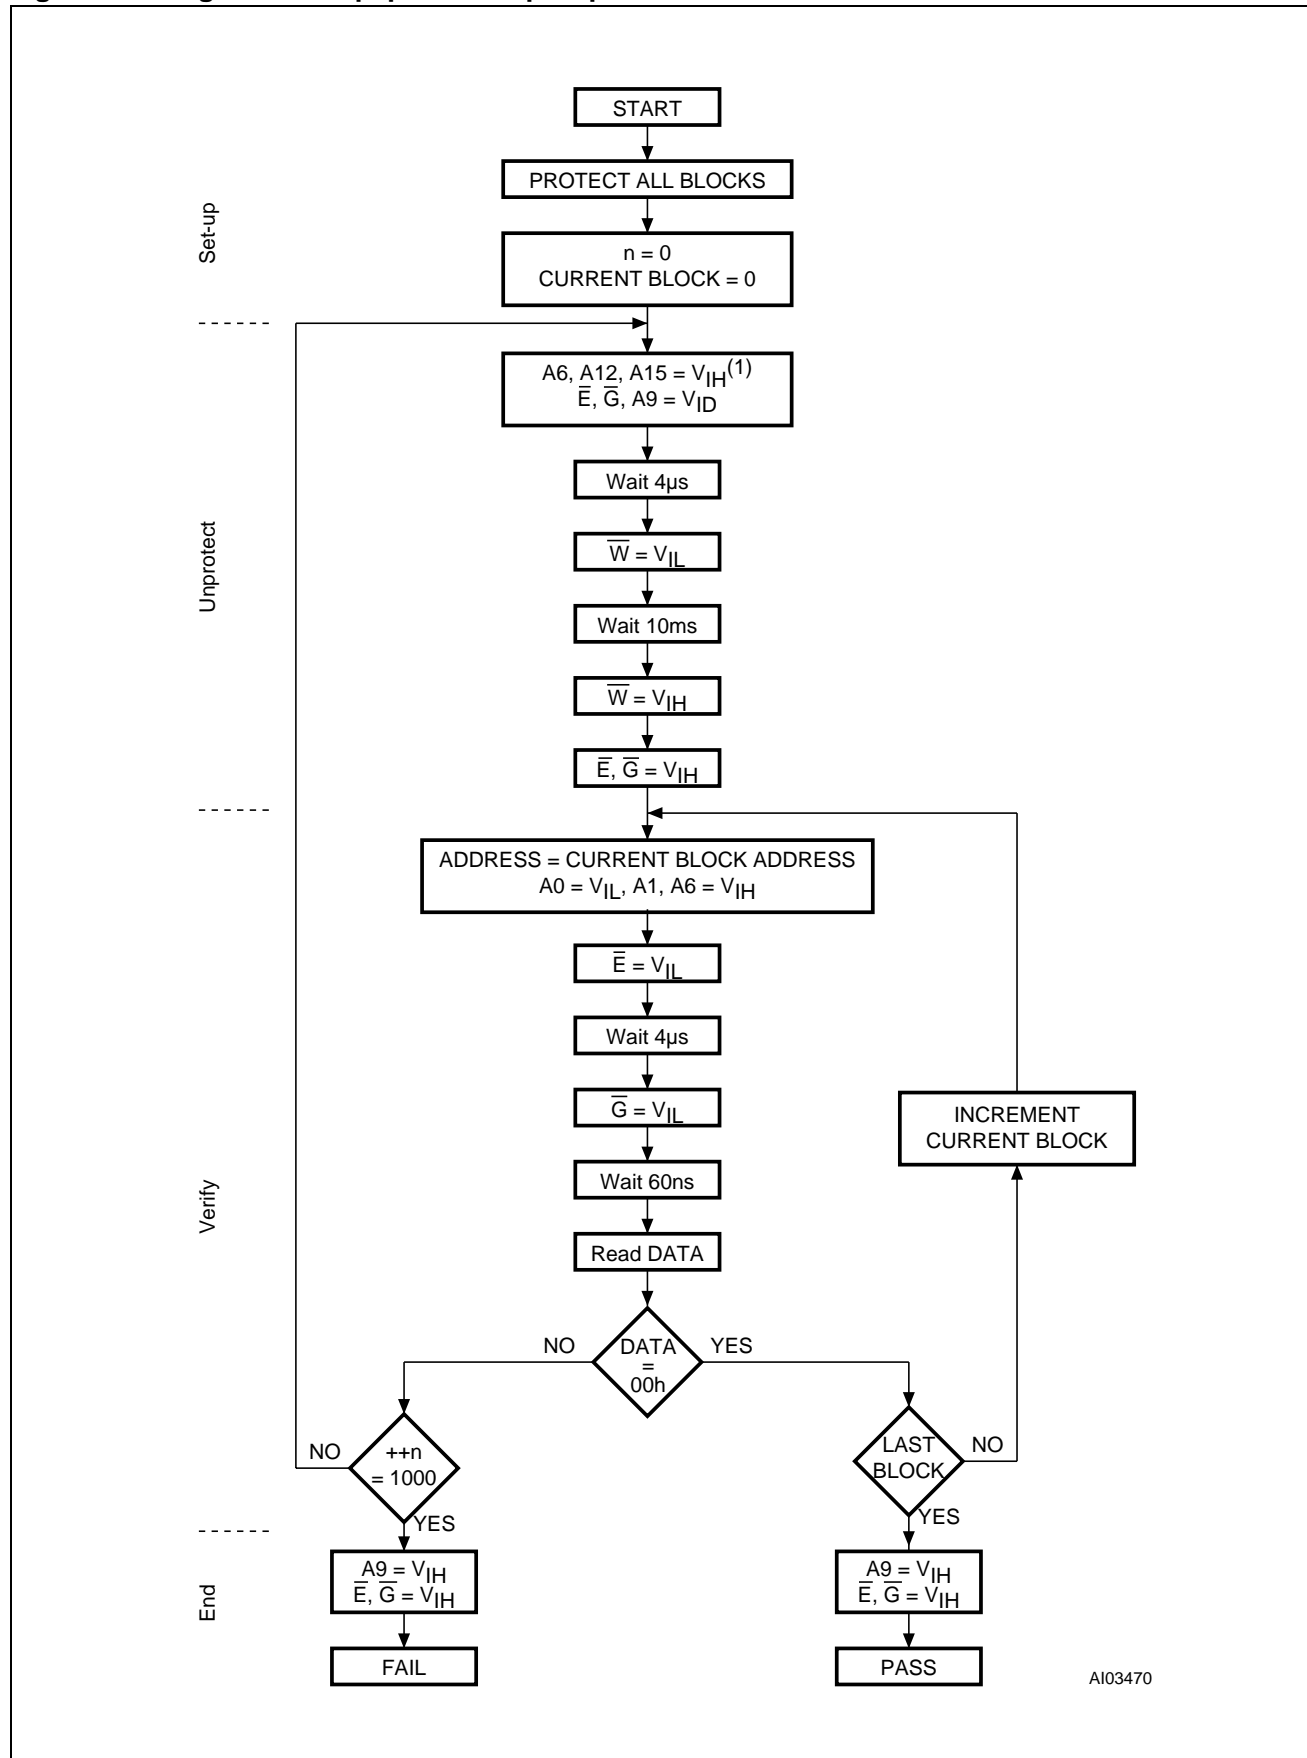 START
PROTECT ALL BLOCKS
Set-up
n = 0
CURRENT BLOCK = 0
A6, A12, A15 = VIH(1)
E̅, G̅, A9 = VID
Wait 4µs
Unprotect
W̅ = VIL
Wait 10ms
W̅ = VIH
E̅, G̅ = VIH
ADDRESS = CURRENT BLOCK ADDRESS
A0 = VIL, A1, A6 = VIH
E̅ = VIL
Wait 4µs
G̅ = VIL
INCREMENT
CURRENT BLOCK
Wait 60ns
Verify
Read DATA
NO
DATA
=
00h
YES
NO
++n
= 1000
YES
LAST
BLOCK
NO
YES
End
A9 = VIH
E̅, G̅ = VIH
A9 = VIH
E̅, G̅ = VIH
FAIL
PASS
AI03470